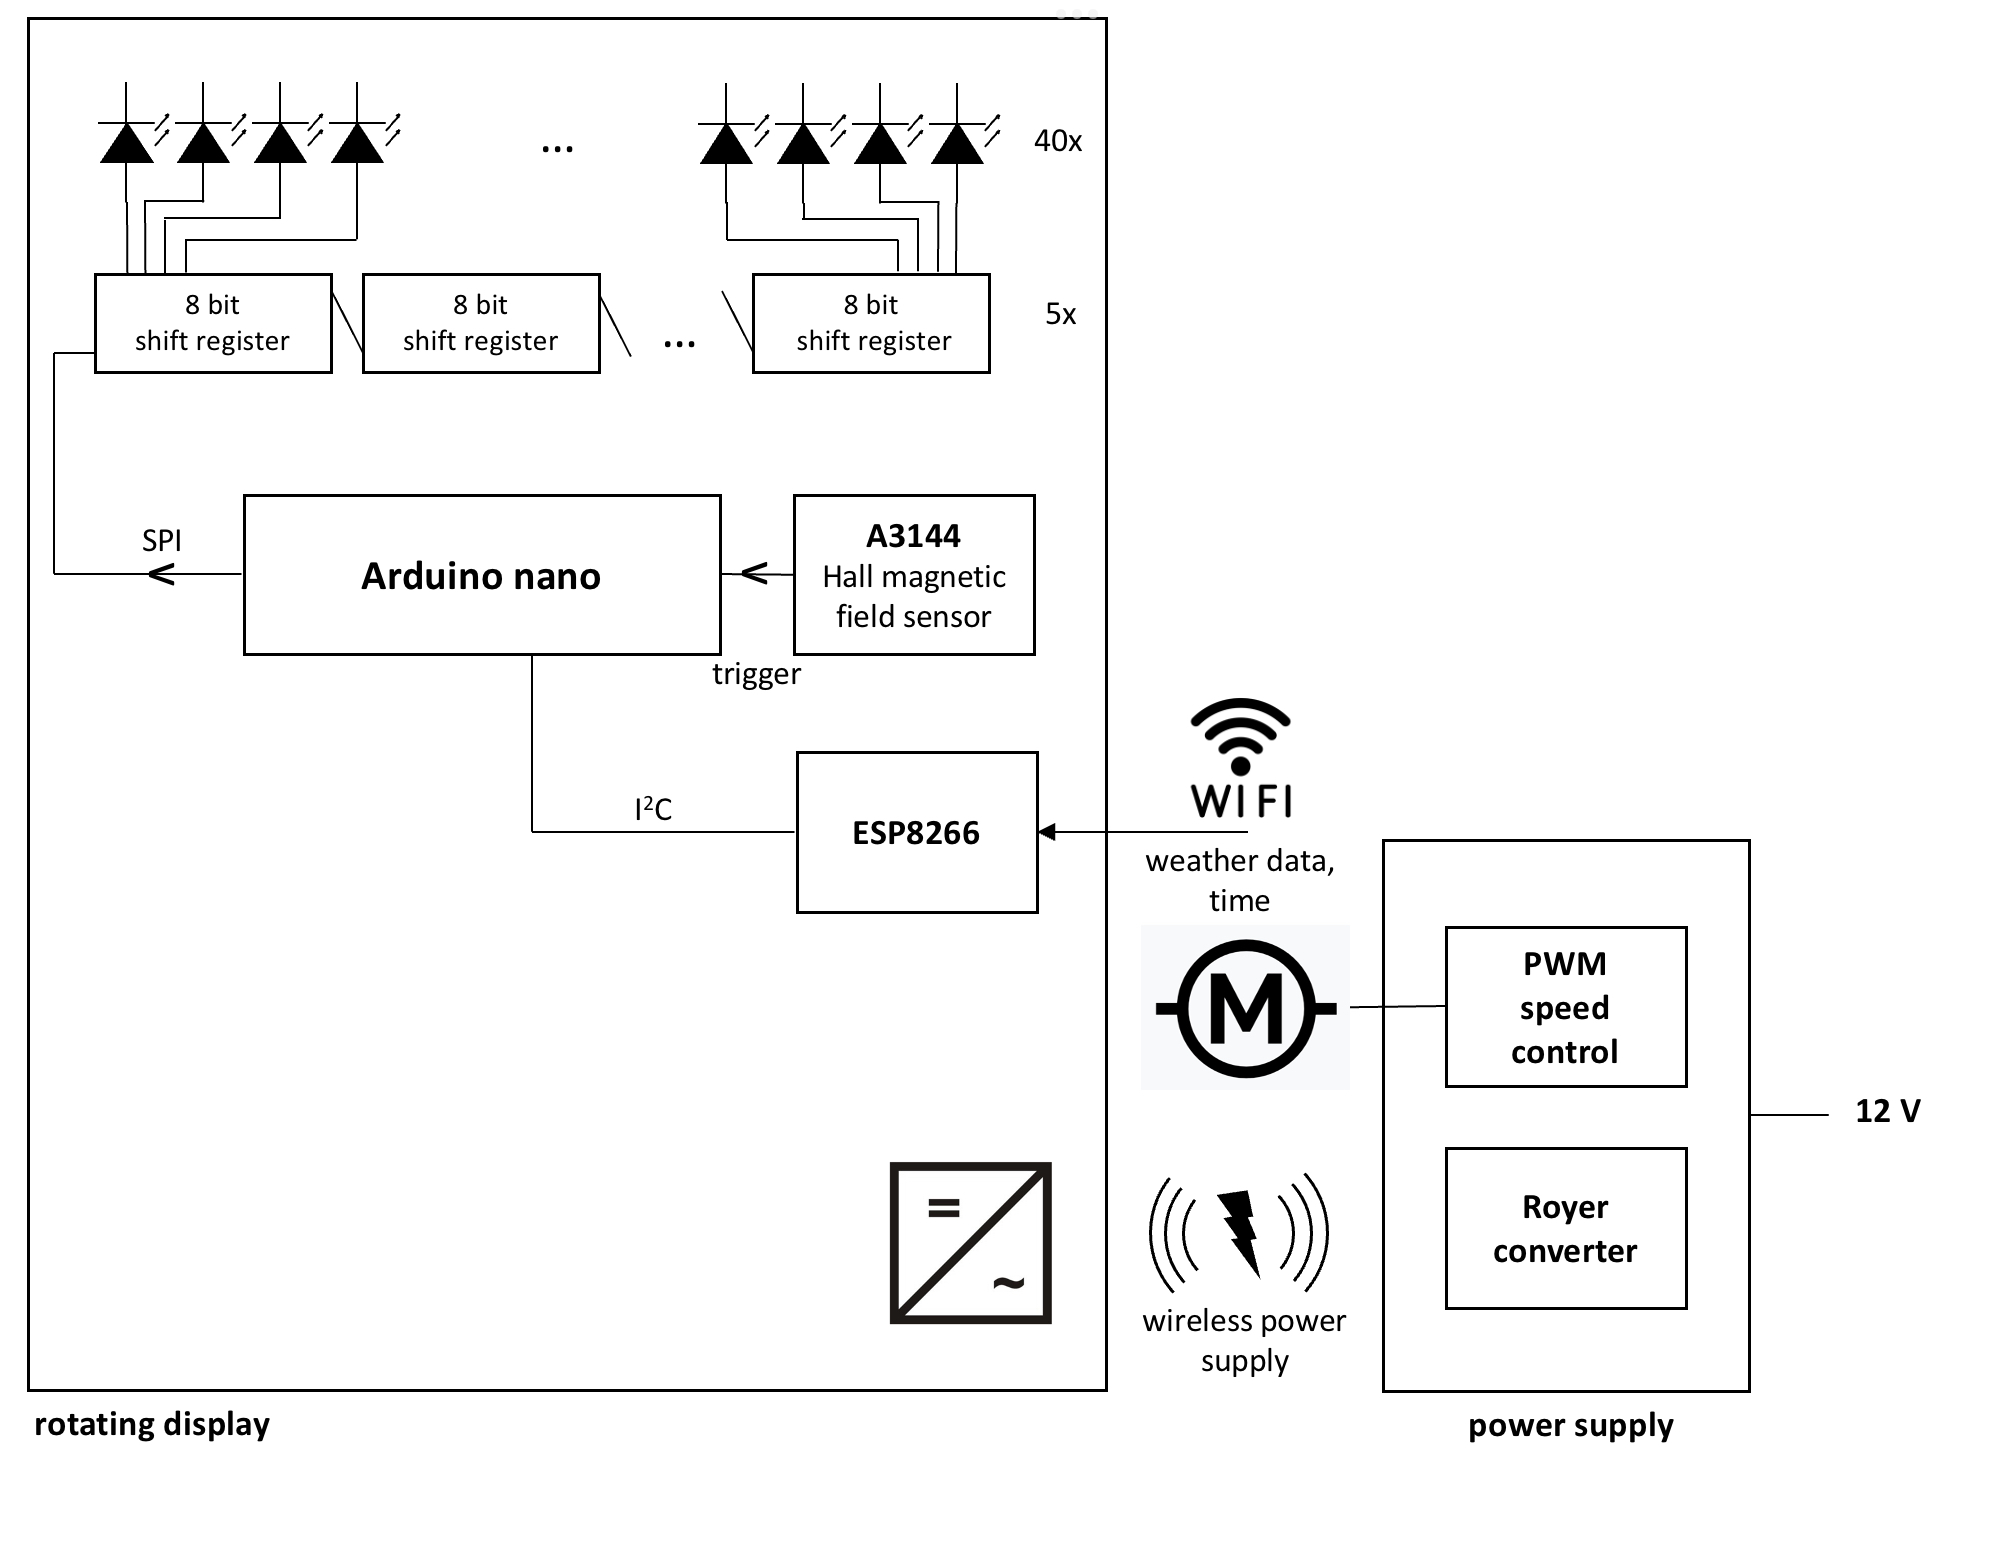 ...
40x
8 bit
shift register
8 bit
shift register
...
8 bit
shift register
5x
SPI
Arduino nano
A3144
Hall magnetic
field sensor
trigger
I²C
ESP8266
WIFI
weather data,
time
M
PWM
speed
control
12 V
Royer
converter
=
~
wireless power
supply
rotating display
power supply